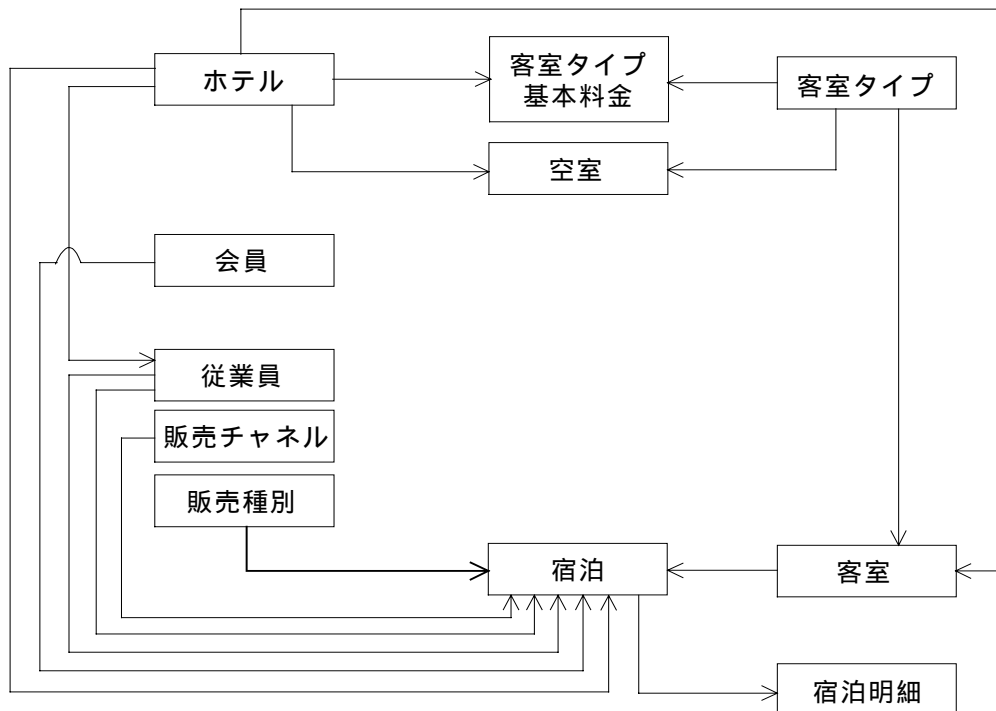 ホテル
客室タイプ
基本料金
客室タイプ
空室
会員
従業員
販売チャネル
販売種別
宿泊
客室
宿泊明細